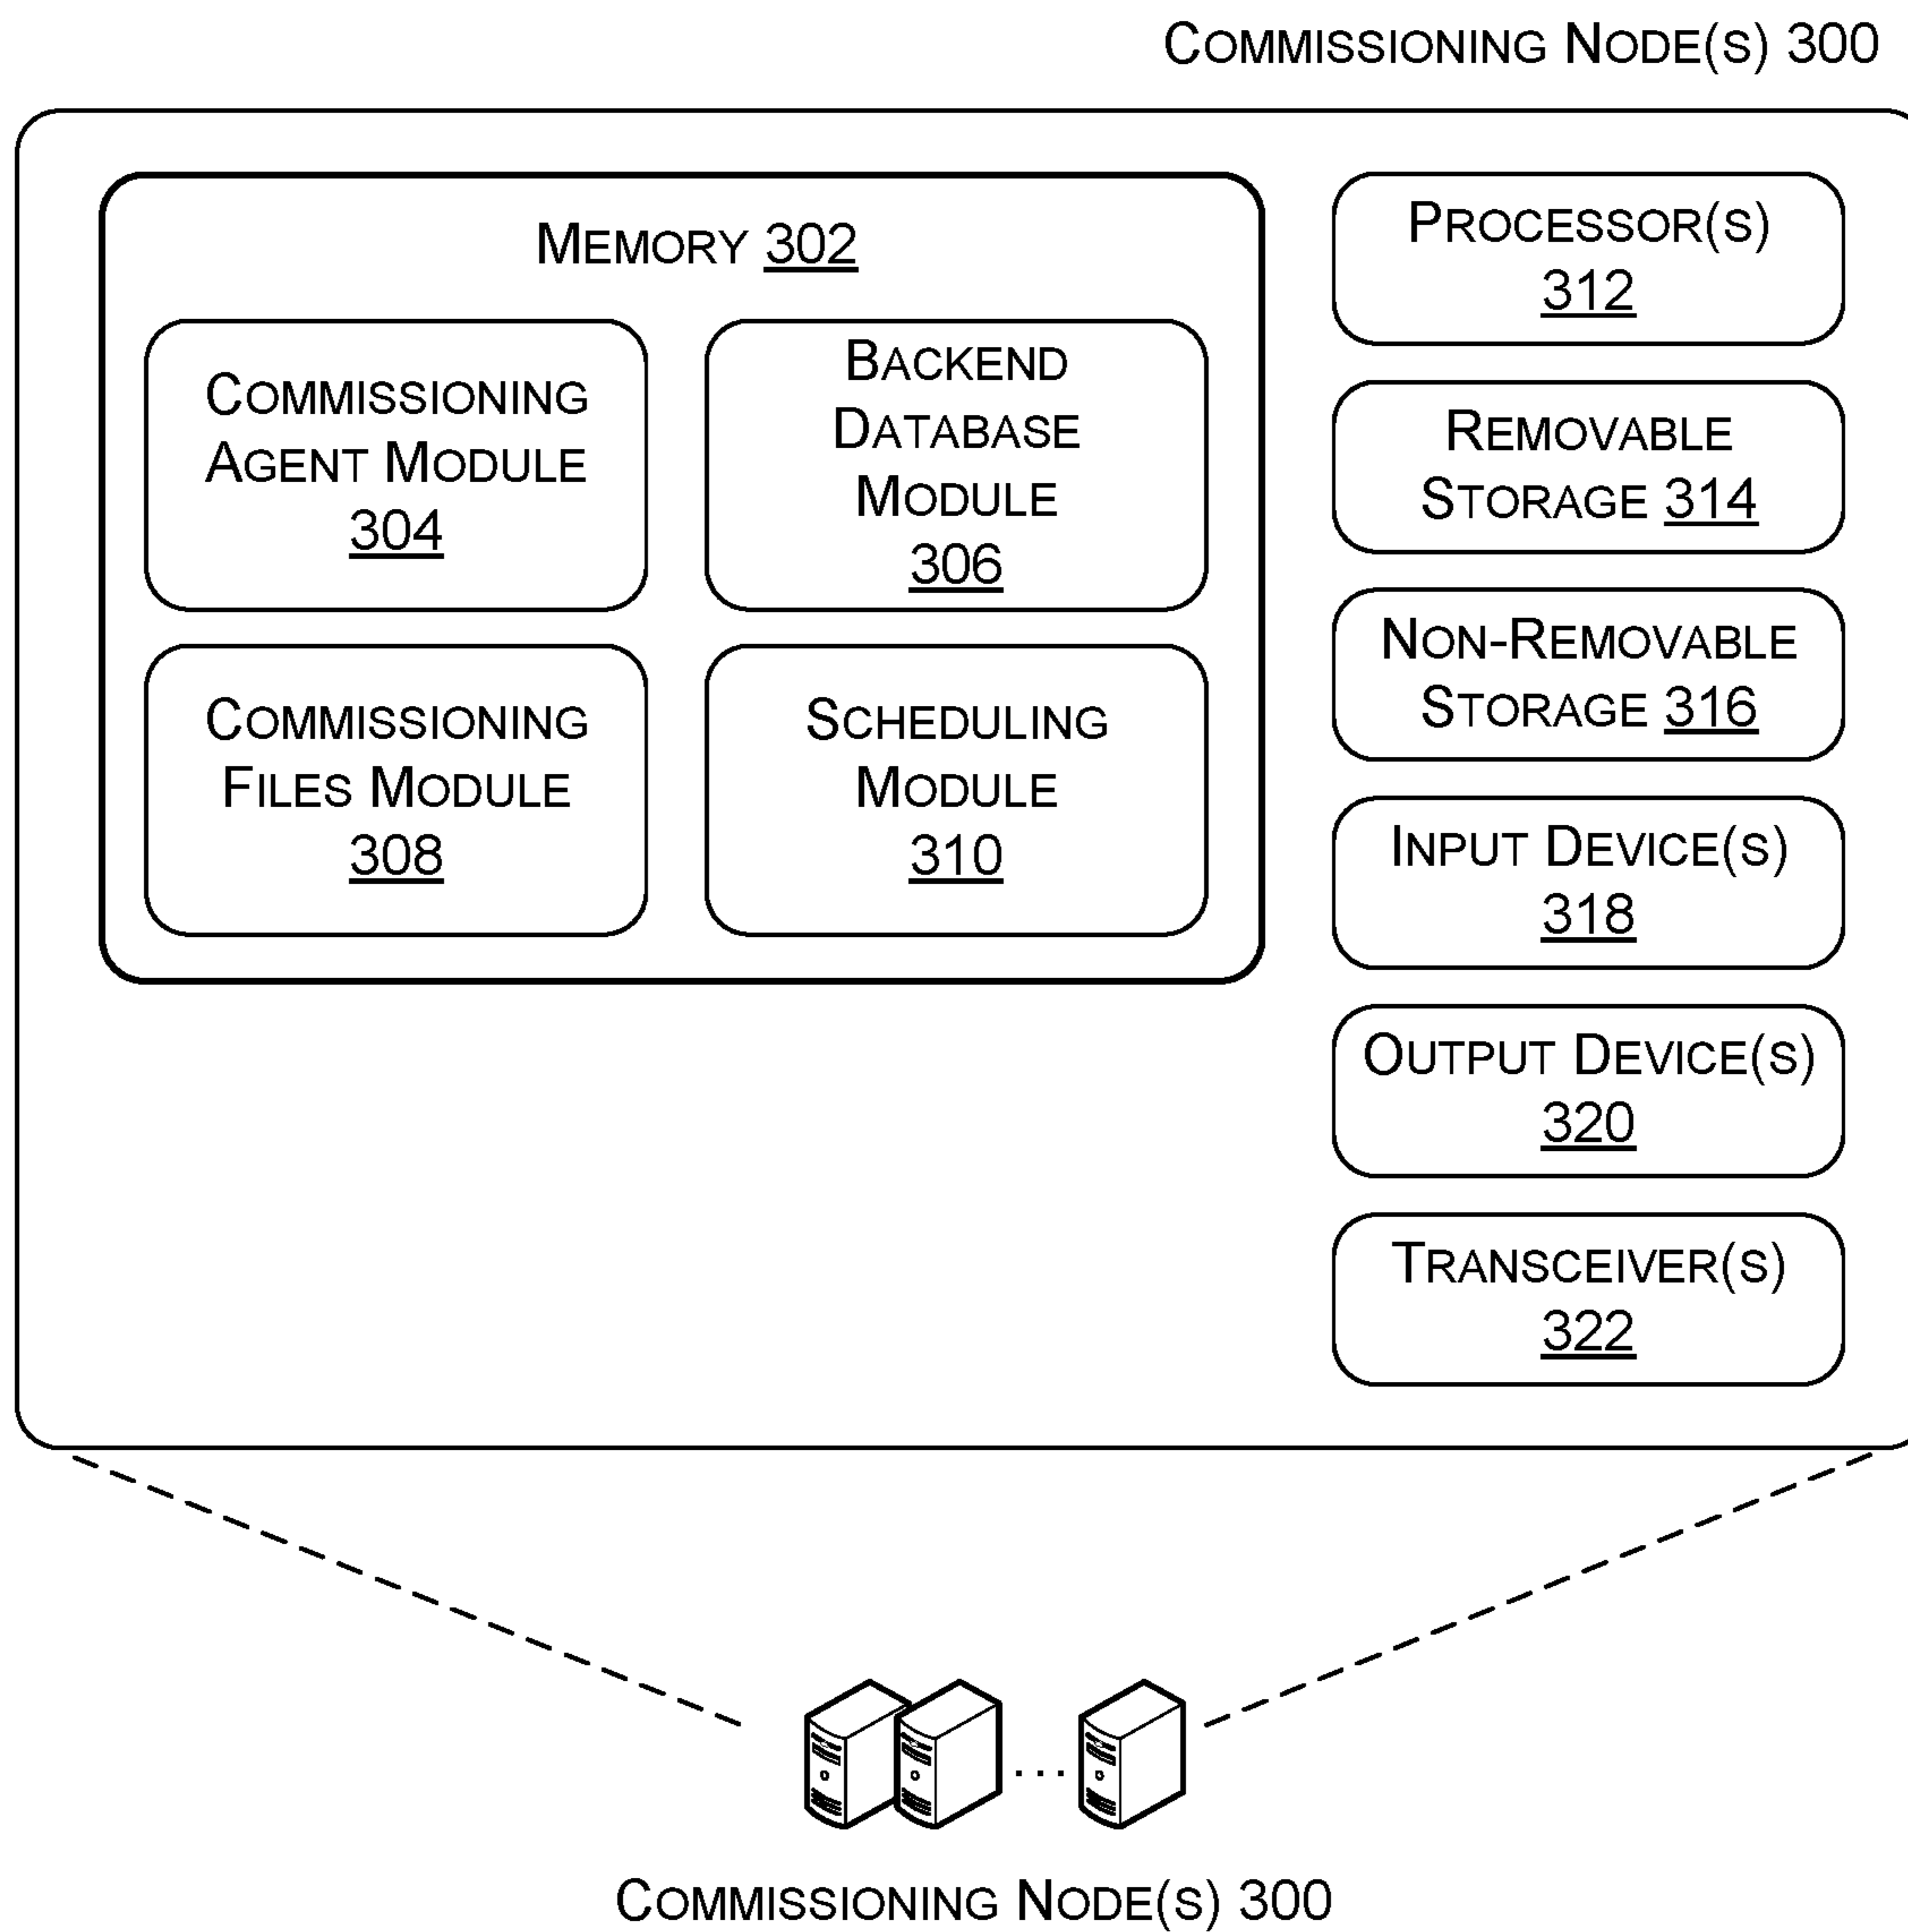 COMMISSIONING NODE(S) 300
MEMORY 302
COMMISSIONING
AGENT MODULE
304
BACKEND
DATABASE
MODULE
306
COMMISSIONING
FILES MODULE
308
SCHEDULING
MODULE
310
PROCESSOR(S)
312
REMOVABLE
STORAGE 314
NON-REMOVABLE
STORAGE 316
INPUT DEVICE(S)
318
OUTPUT DEVICE(S)
320
TRANSCEIVER(S)
322
...
COMMISSIONING NODE(S) 300